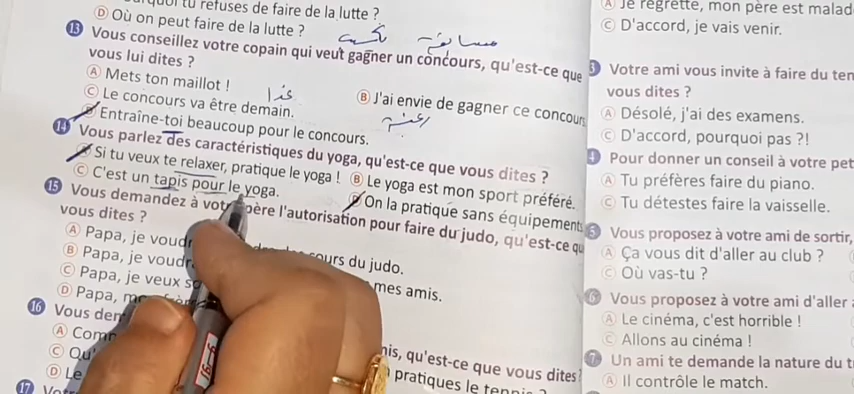 tu refuses de faire de la lutte ?
Ⓓ Où on peut faire de la lutte ?
⑬ Vous conseillez votre copain qui veut gagner un concours, qu'est-ce que
vous lui dites ?
Ⓐ Mets ton maillot !
Ⓑ J'ai envie de gagner ce concours
Ⓒ Le concours va être demain.
غدا
Entraîne-toi beaucoup pour le concours.
⑭ Vous parlez des caractéristiques du yoga, qu'est-ce que vous dites ?
Si tu veux te relaxer, pratique le yoga !
Ⓑ Le yoga est mon sport préféré.
Ⓒ C'est un tapis pour le yoga.
On la pratique sans équipement
⑮ Vous demandez à votre père l'autorisation pour faire du judo, qu'est-ce qu
vous dites ?
Ⓐ Papa, je voudr
cours du judo.
Ⓑ Papa, je voudr
Ⓒ Papa, je veux
mes amis.
Ⓓ Papa,
⑯ Vous
qu'est-ce que vous dites
Ⓐ Com
Ⓒ Qu
pratiques le tennis ?
Ⓓ Le
⑰
Ⓐ Je regrette, mon père est malad
Ⓒ D'accord, je vais venir.
Votre ami vous invite à faire du ten
vous dites ?
Ⓐ Désolé, j'ai des examens.
Ⓒ D'accord, pourquoi pas ?!
④ Pour donner un conseil à votre pet
Ⓐ Tu préfères faire du piano.
Ⓒ Tu détestes faire la vaisselle.
⑤ Vous proposez à votre ami de sortir,
Ⓐ Ça vous dit d'aller au club ?
Ⓒ Où vas-tu ?
⑥ Vous proposez à votre ami d'aller
Ⓐ Le cinéma, c'est horrible !
Ⓒ Allons au cinéma !
⑦ Un ami te demande la nature du t
Ⓐ Il contrôle le match.